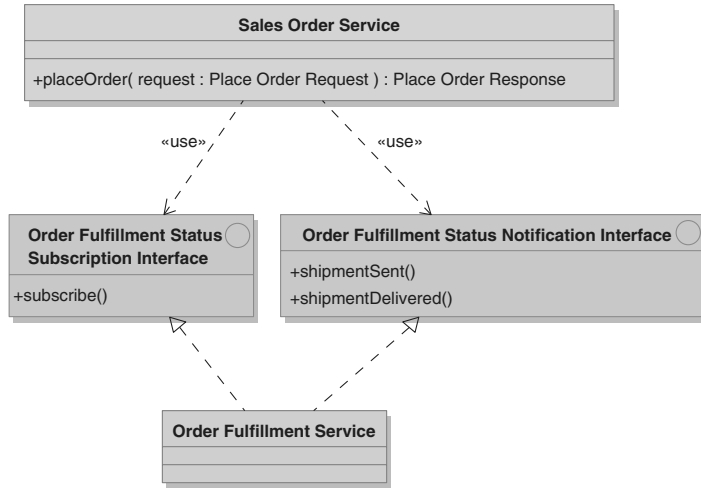 Sales Order Service
+placeOrder( request : Place Order Request ) : Place Order Response
«use»
«use»
Order Fulfillment Status
Subscription Interface
+subscribe()
Order Fulfillment Status Notification Interface
+shipmentSent()
+shipmentDelivered()
Order Fulfillment Service